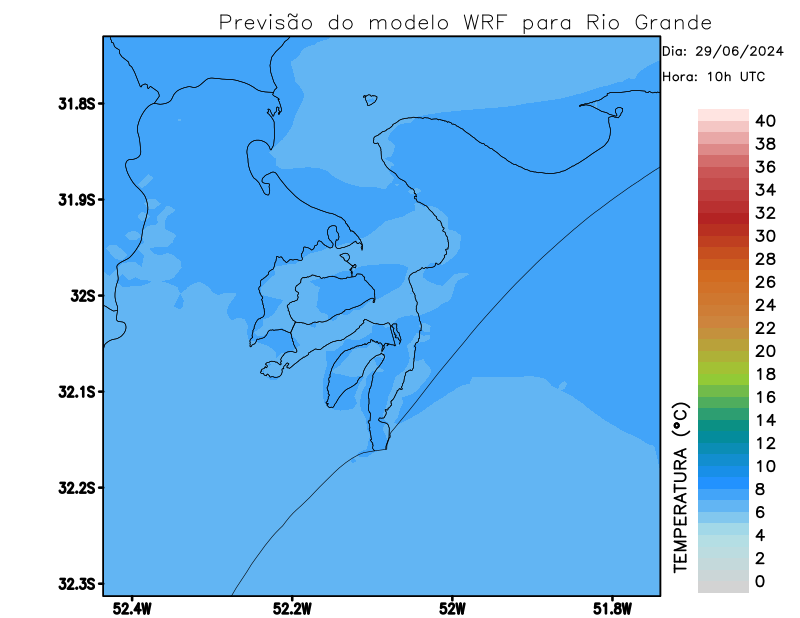 Previsão do modelo WRF para Rio Grande
Dia: 29/06/2024
Hora: 10h UTC
31.8S
31.9S
32S
32.1S
32.2S
32.3S
52.4W
52.2W
52W
51.8W
TEMPERATURA (°C)
40
38
36
34
32
30
28
26
24
22
20
18
16
14
12
10
8
6
4
2
0